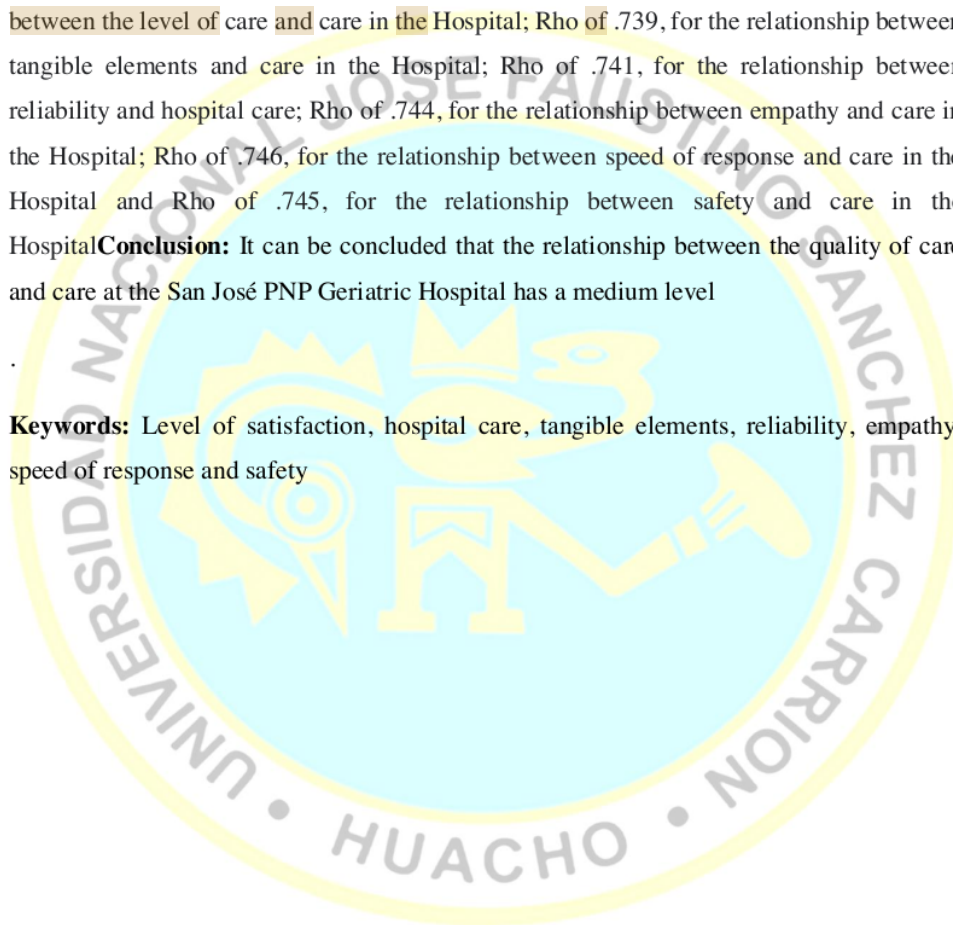 between the level of care and care in the Hospital; Rho of .739, for the relationship between
tangible elements and care in the Hospital; Rho of .741, for the relationship between
reliability and hospital care; Rho of .744, for the relationship between empathy and care in
the Hospital; Rho of .746, for the relationship between speed of response and care in the
Hospital and Rho of .745, for the relationship between safety and care in the
HospitalConclusion: It can be concluded that the relationship between the quality of care
and care at the San José PNP Geriatric Hospital has a medium level
.
Keywords: Level of satisfaction, hospital care, tangible elements, reliability, empathy
speed of response and safety
UNIVERSIDAD NACIONAL JOSE FAUSTINO SANCHEZ CARRION • HUACHO •